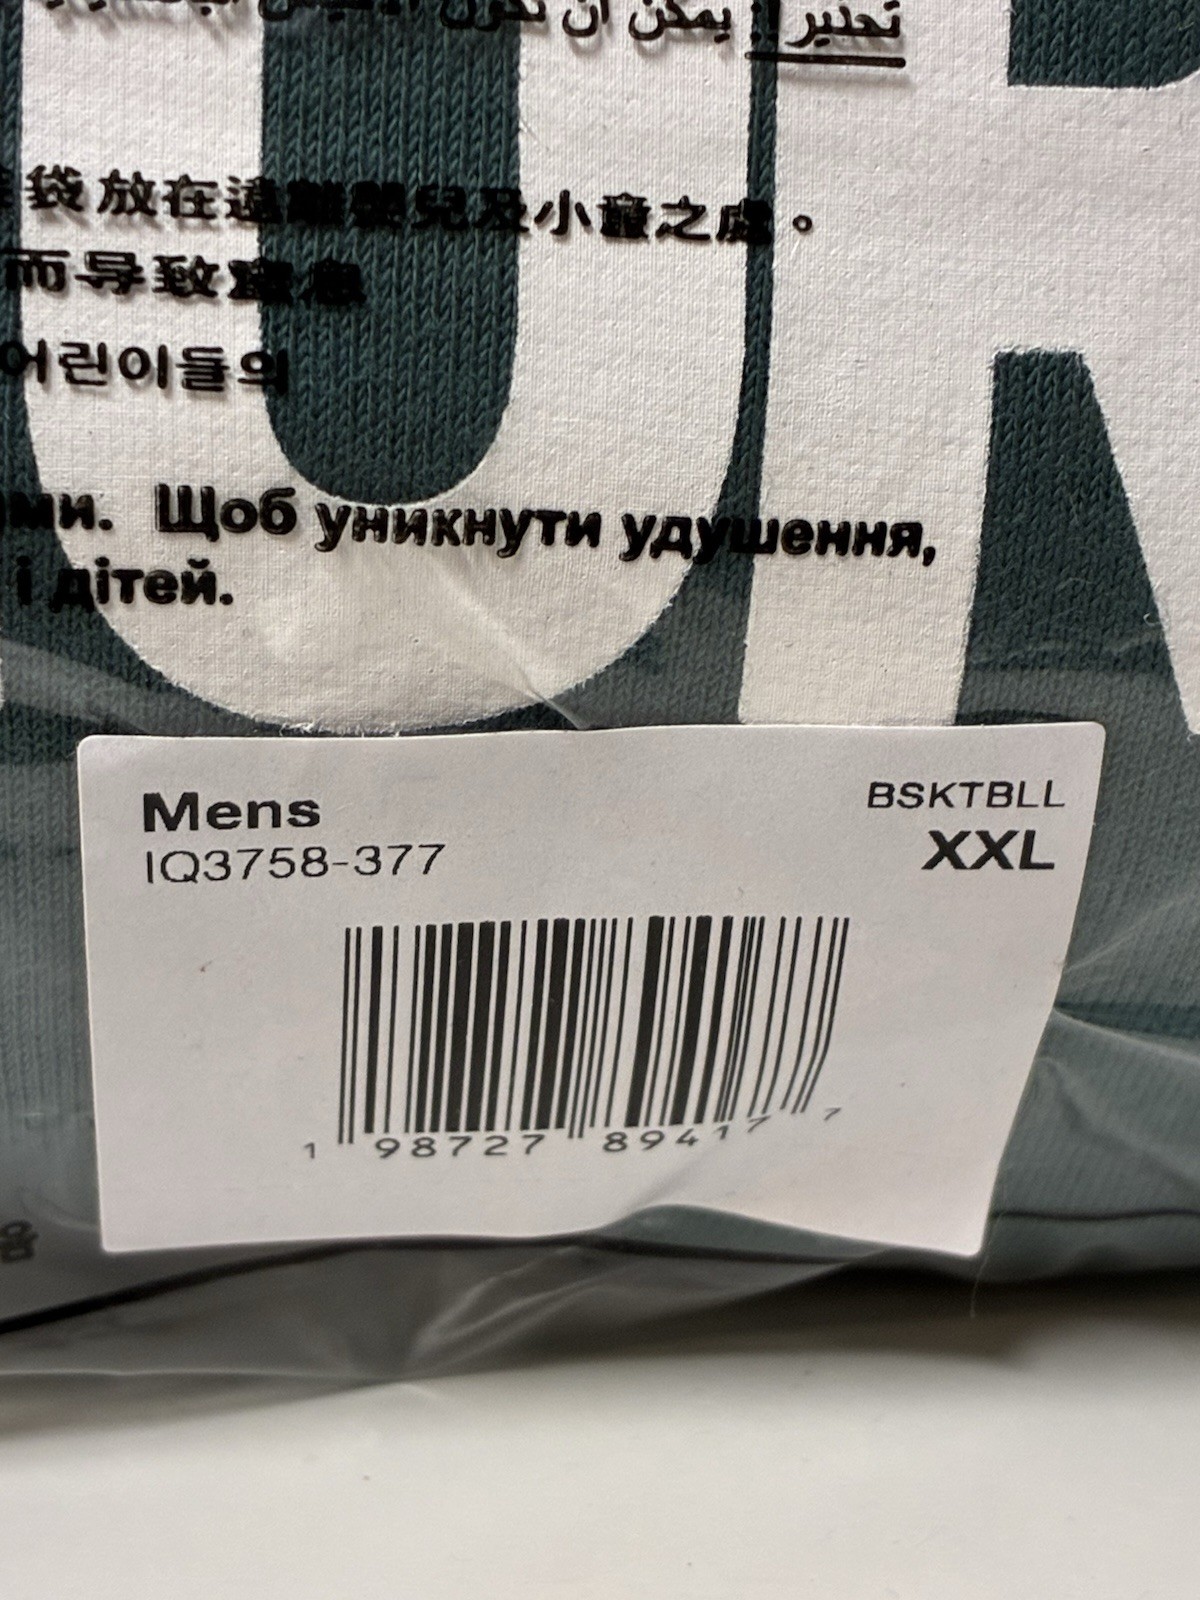 تحذير !! يمكن أن تكون الأكياس
袋放在遠離嬰兒及小童之處。
而导致窒息
어린이들의
ми. Щоб уникнути удушення,
і дітей.
UR
Mens
BSKTBLL
IQ3758-377
XXL
1 98727 89417 7